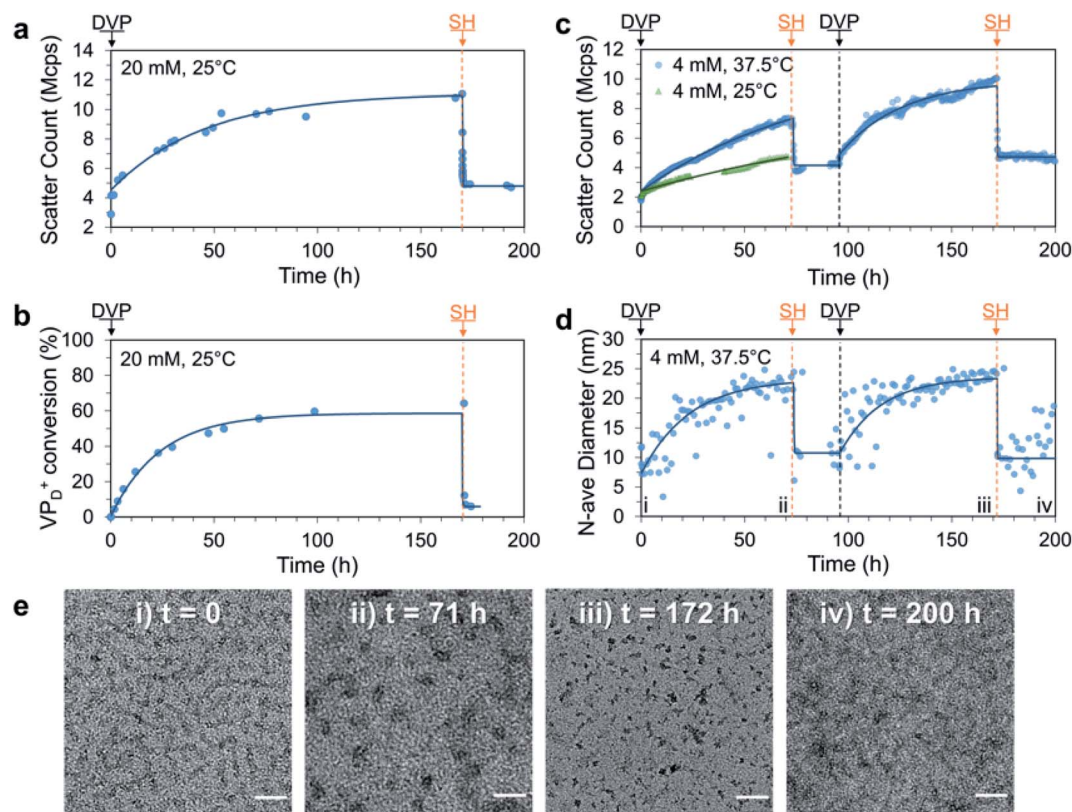 a
DVP
SH
Scatter Count (Mcps)
14
12
10
8
6
4
2
20 mM, 25°C
0 50 100 150 200
Time (h)
b
DVP
SH
VP_D^+ conversion (%)
100
80
60
40
20
0
20 mM, 25°C
0 50 100 150 200
Time (h)
c
DVP SH DVP SH
Scatter Count (Mcps)
12
10
8
6
4
2
0
4 mM, 37.5°C
4 mM, 25°C
0 50 100 150 200
Time (h)
d
DVP SH DVP SH
N-ave Diameter (nm)
30
25
20
15
10
5
0
4 mM, 37.5°C
i ii iii iv
0 50 100 150 200
Time (h)
e
i) t = 0
ii) t = 71 h
iii) t = 172 h
iv) t = 200 h